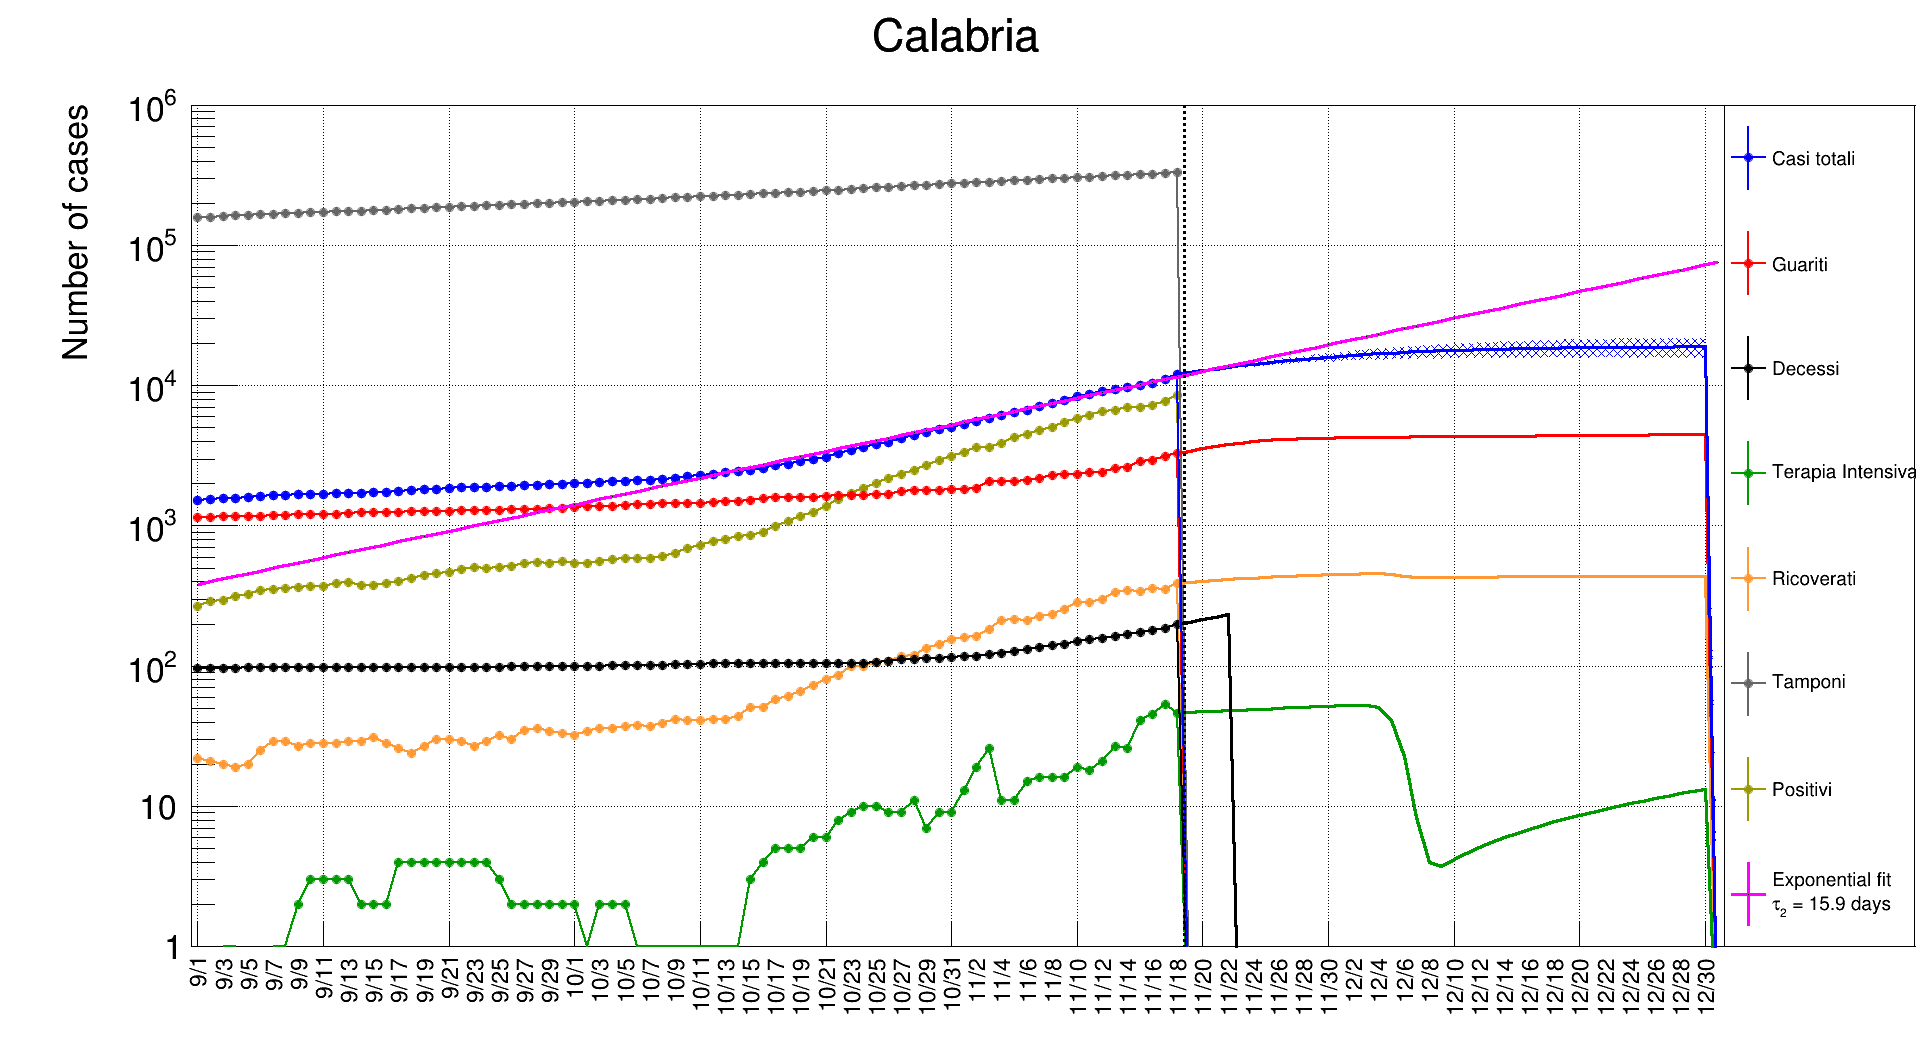 Calabria
Number of cases
10^6
10^5
10^4
10^3
10^2
10
1
9/1 9/3 9/5 9/7 9/9 9/11 9/13 9/15 9/17 9/19 9/21 9/23 9/25 9/27 9/29 10/1 10/3 10/5 10/7 10/9 10/11 10/13 10/15 10/17 10/19 10/21 10/23 10/25 10/27 10/29 10/31 11/2 11/4 11/6 11/8 11/10 11/12 11/14 11/16 11/18 11/20 11/22 11/24 11/26 11/28 11/30 12/2 12/4 12/6 12/8 12/10 12/12 12/14 12/16 12/18 12/20 12/22 12/24 12/26 12/28 12/30
Casi totali
Guariti
Decessi
Terapia Intensiva
Ricoverati
Tamponi
Positivi
Exponential fit
τ₂ = 15.9 days